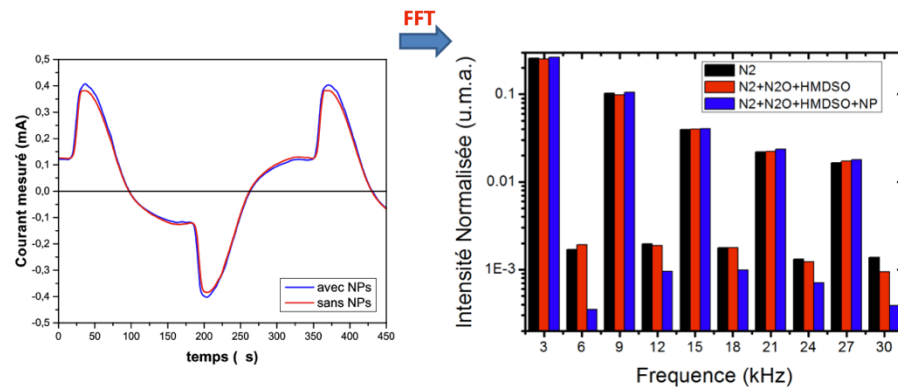 FFT
Courant mesuré (mA)
0,5
0,4
0,3
0,2
0,1
0,0
-0,1
-0,2
-0,3
-0,4
-0,5
avec NPs
sans NPs
0 50 100 150 200 250 300 350 400 450
temps ( s)
Intensité Normalisée (u.m.a.)
0.1
0.01
1E-3
N2
N2+N2O+HMDSO
N2+N2O+HMDSO+NP
3 6 9 12 15 18 21 24 27 30
Frequence (kHz)